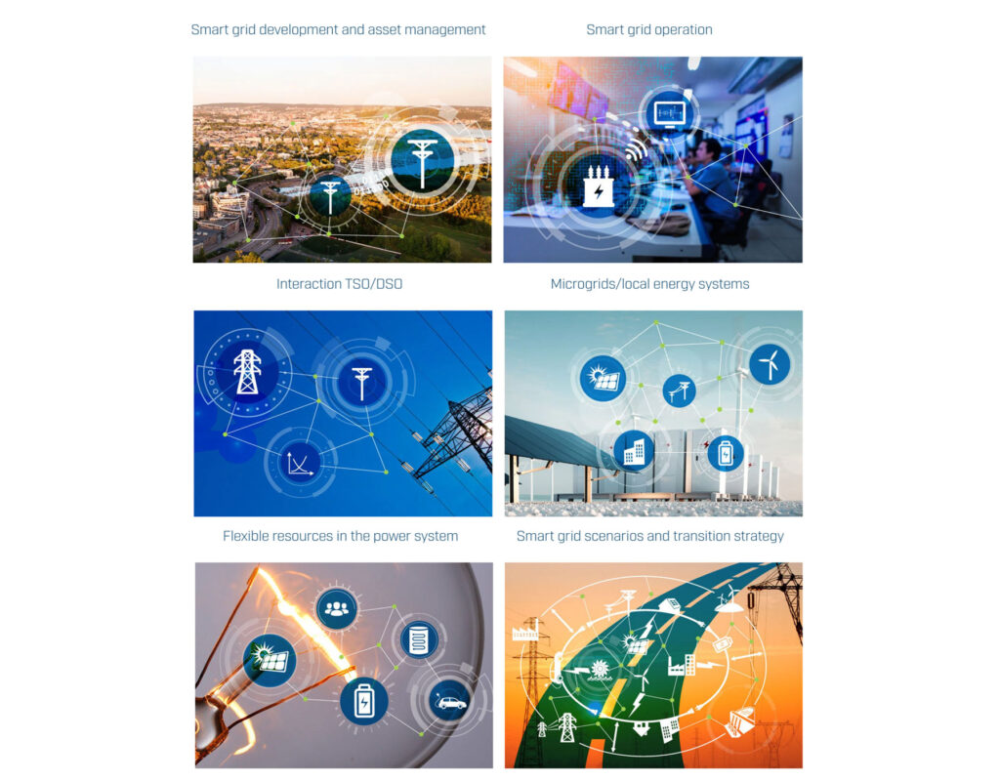 Smart grid development and asset management
Smart grid operation
Interaction TSO/DSO
Microgrids/local energy systems
Flexible resources in the power system
Smart grid scenarios and transition strategy